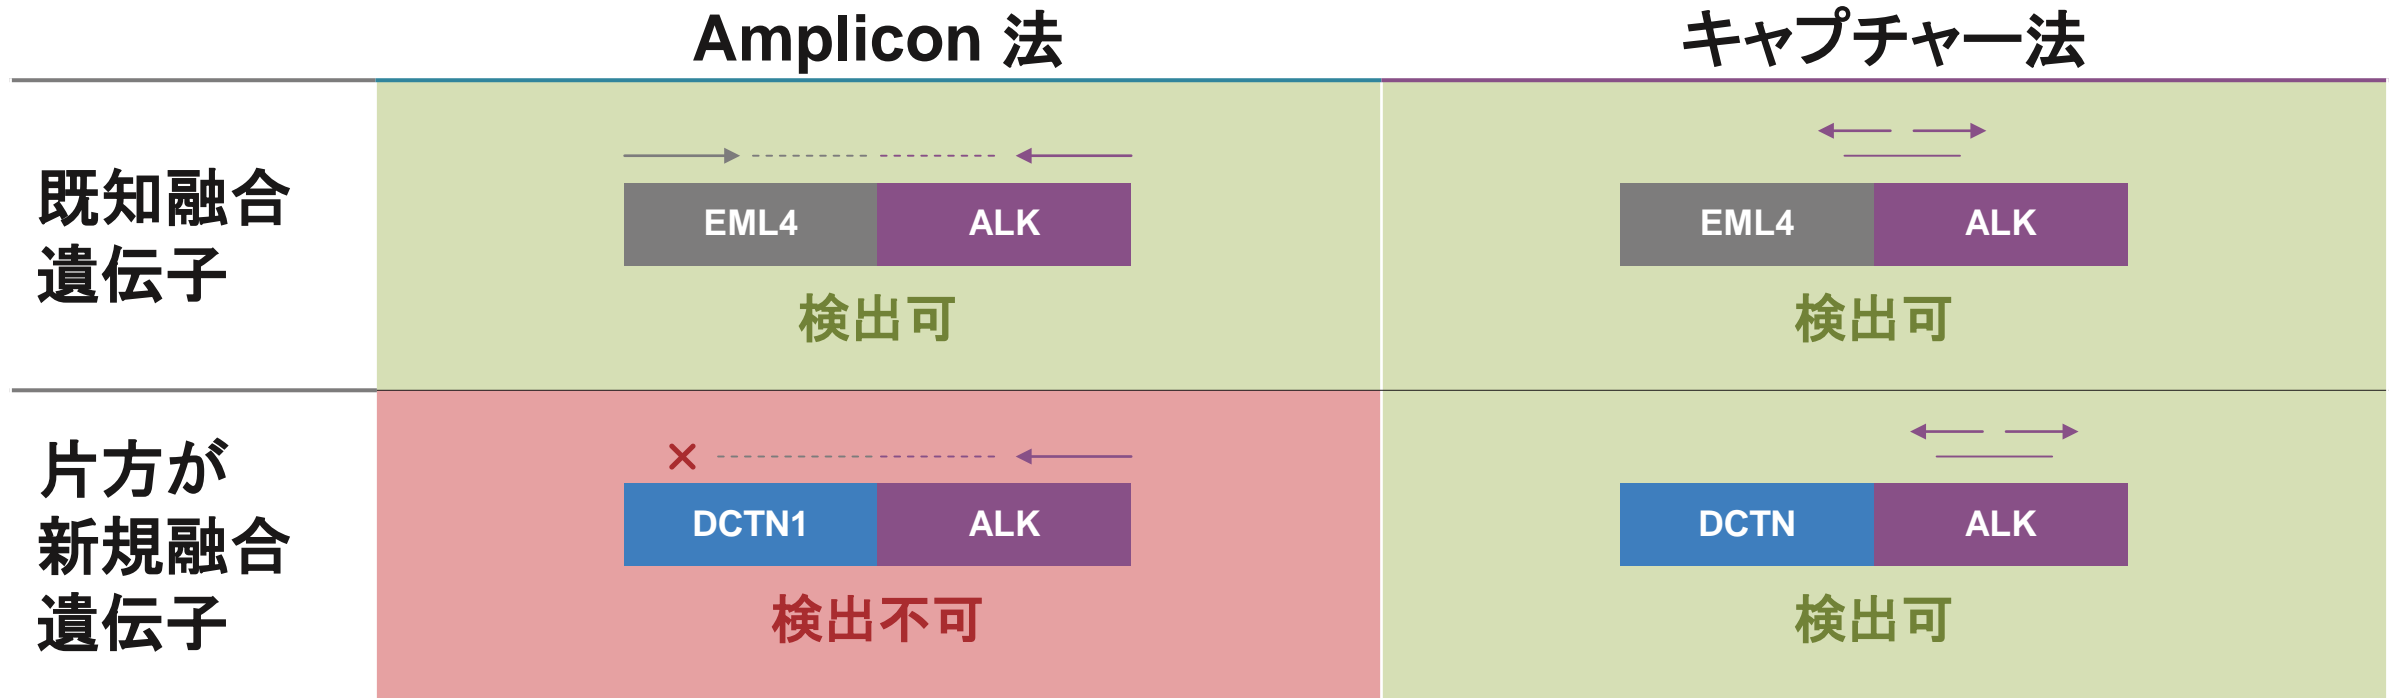 Amplicon 法
キャプチャー法
既知融合
遺伝子
EML4
ALK
検出可
EML4
ALK
検出可
片方が
新規融合
遺伝子
DCTN1
ALK
検出不可
DCTN
ALK
検出可